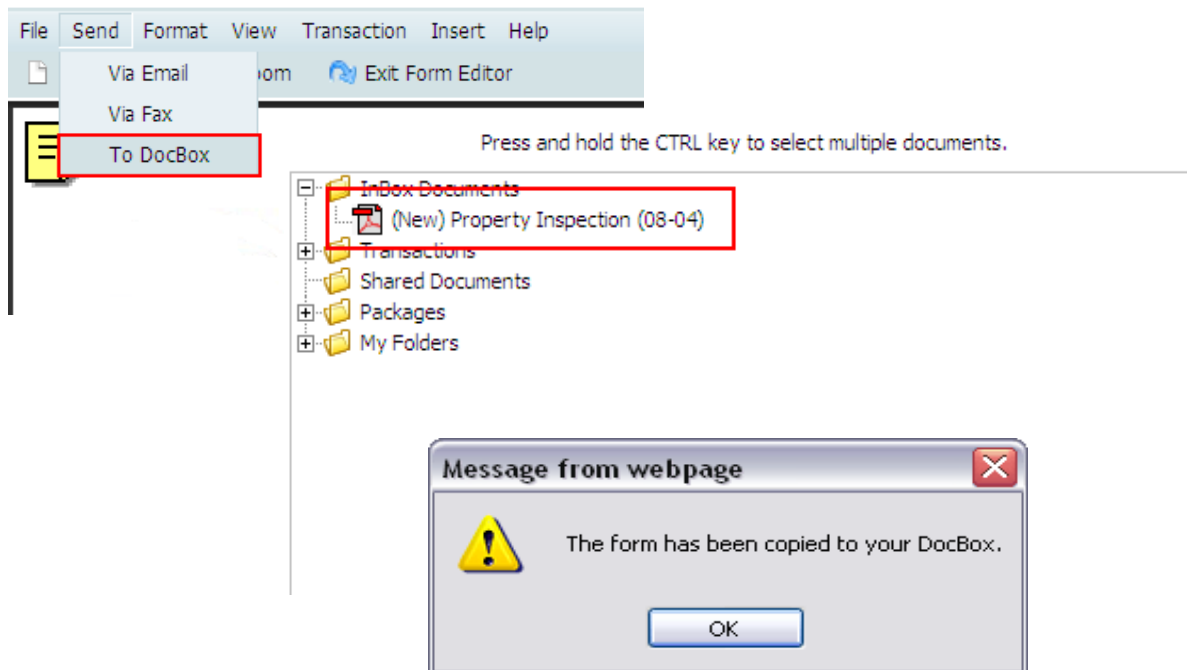 File Send Format View Transaction Insert Help
Via Email
Exit Form Editor
Via Fax
To DocBox
Press and hold the CTRL key to select multiple documents.
InBox Documents
(New) Property Inspection (08-04)
Transactions
Shared Documents
Packages
My Folders
Message from webpage
The form has been copied to your DocBox.
OK